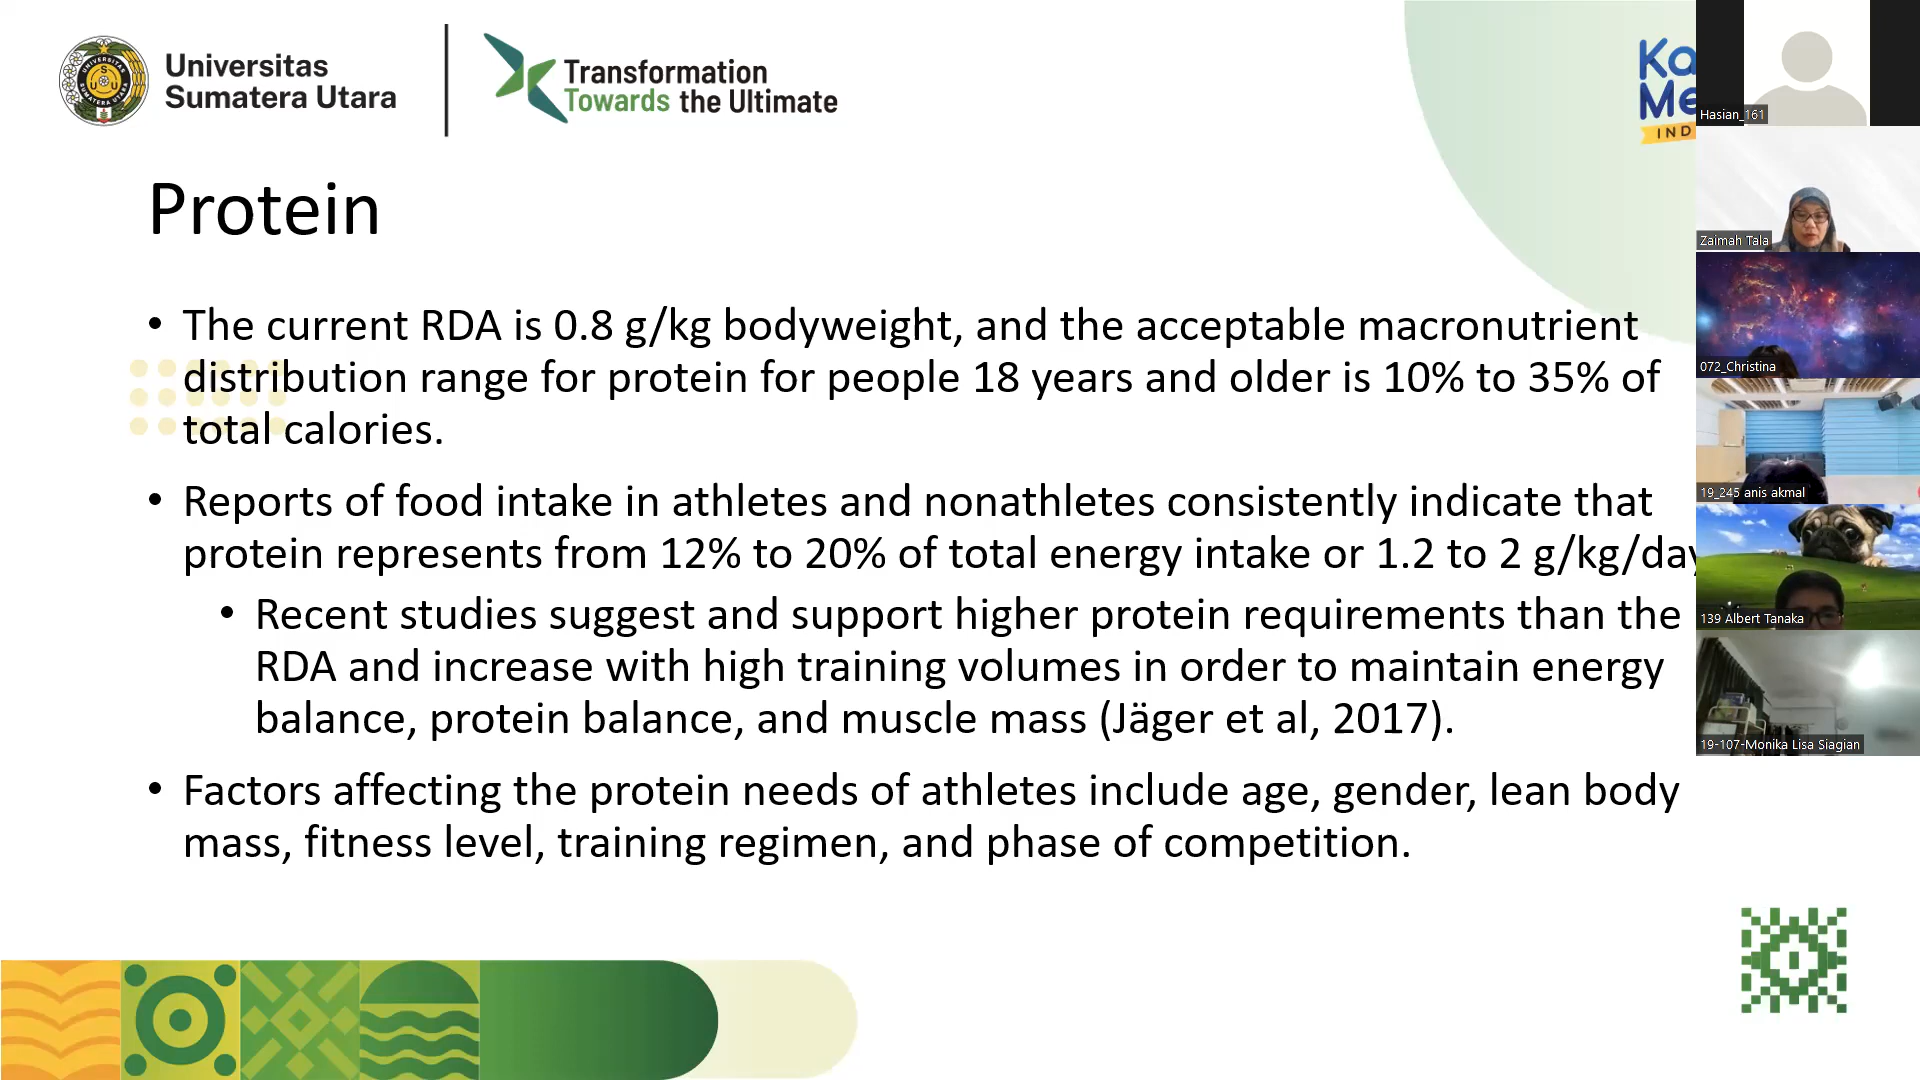 Universitas
Sumatera Utara
Transformation
Towards the Ultimate
Protein
• The current RDA is 0.8 g/kg bodyweight, and the acceptable macronutrient
distribution range for protein for people 18 years and older is 10% to 35% of
total calories.
• Reports of food intake in athletes and nonathletes consistently indicate that
protein represents from 12% to 20% of total energy intake or 1.2 to 2 g/kg/day
• Recent studies suggest and support higher protein requirements than the
RDA and increase with high training volumes in order to maintain energy
balance, protein balance, and muscle mass (Jäger et al, 2017).
• Factors affecting the protein needs of athletes include age, gender, lean body
mass, fitness level, training regimen, and phase of competition.
Hasian_161
Zaimah Tala
072_Christina
19_245 anis akmal
139 Albert Tanaka
19-107-Monika Lisa Siagian